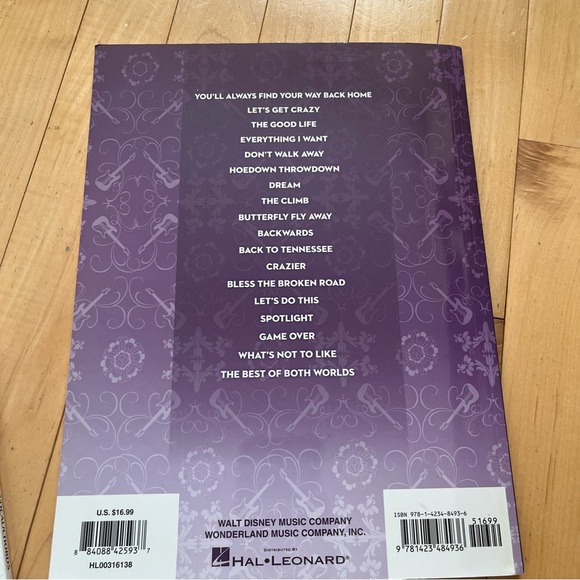 YOU'LL ALWAYS FIND YOUR WAY BACK HOME
LET'S GET CRAZY
THE GOOD LIFE
EVERYTHING I WANT
DON'T WALK AWAY
HOEDOWN THROWDOWN
DREAM
THE CLIMB
BUTTERFLY FLY AWAY
BACKWARDS
BACK TO TENNESSEE
CRAZIER
BLESS THE BROKEN ROAD
LET'S DO THIS
SPOTLIGHT
GAME OVER
WHAT'S NOT TO LIKE
THE BEST OF BOTH WORLDS
U.S. $16.99
8 84088 42593 7
HL00316138
WALT DISNEY MUSIC COMPANY
WONDERLAND MUSIC COMPANY, INC.
DISTRIBUTED BY
HAL•LEONARD®
ISBN 978-1-4234-8493-6
51699
9 781423 484936